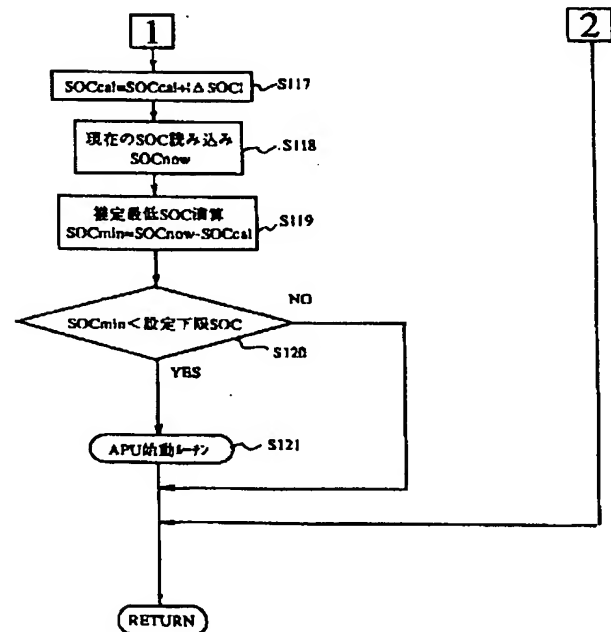 1
2
SOCcal=SOCcal+|ΔSOC|
S117
現在のSOC読み込み
SOCnow
S118
推定最低SOC演算
SOCmin=SOCnow-SOCcal
S119
NO
SOCmin<設定下限SOC
S120
YES
APU始動ルーチン
S121
RETURN